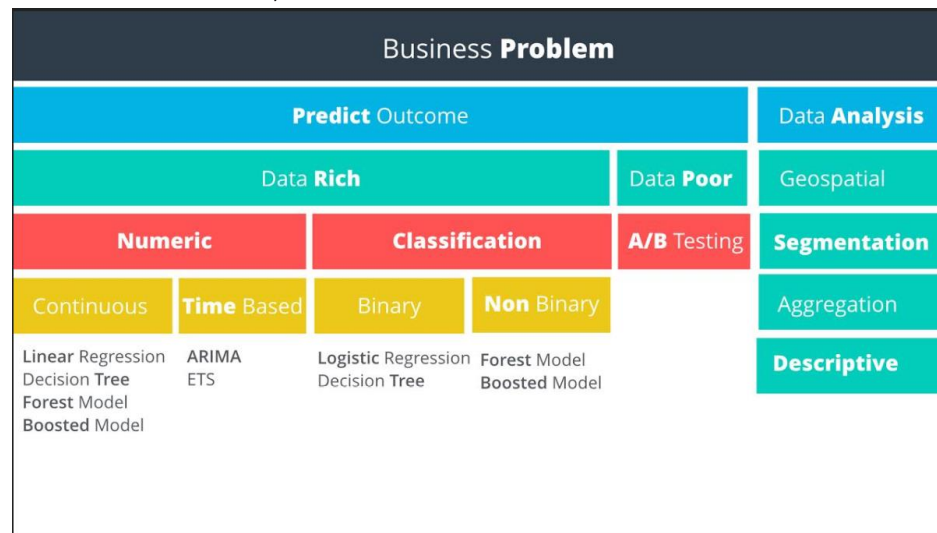 Business Problem
Predict Outcome
Data Analysis
Data Rich
Data Poor
Geospatial
Numeric
Classification
A/B Testing
Segmentation
Continuous
Time Based
Binary
Non Binary
Aggregation
Linear Regression
Decision Tree
Forest Model
Boosted Model
ARIMA
ETS
Logistic Regression
Decision Tree
Forest Model
Boosted Model
Descriptive